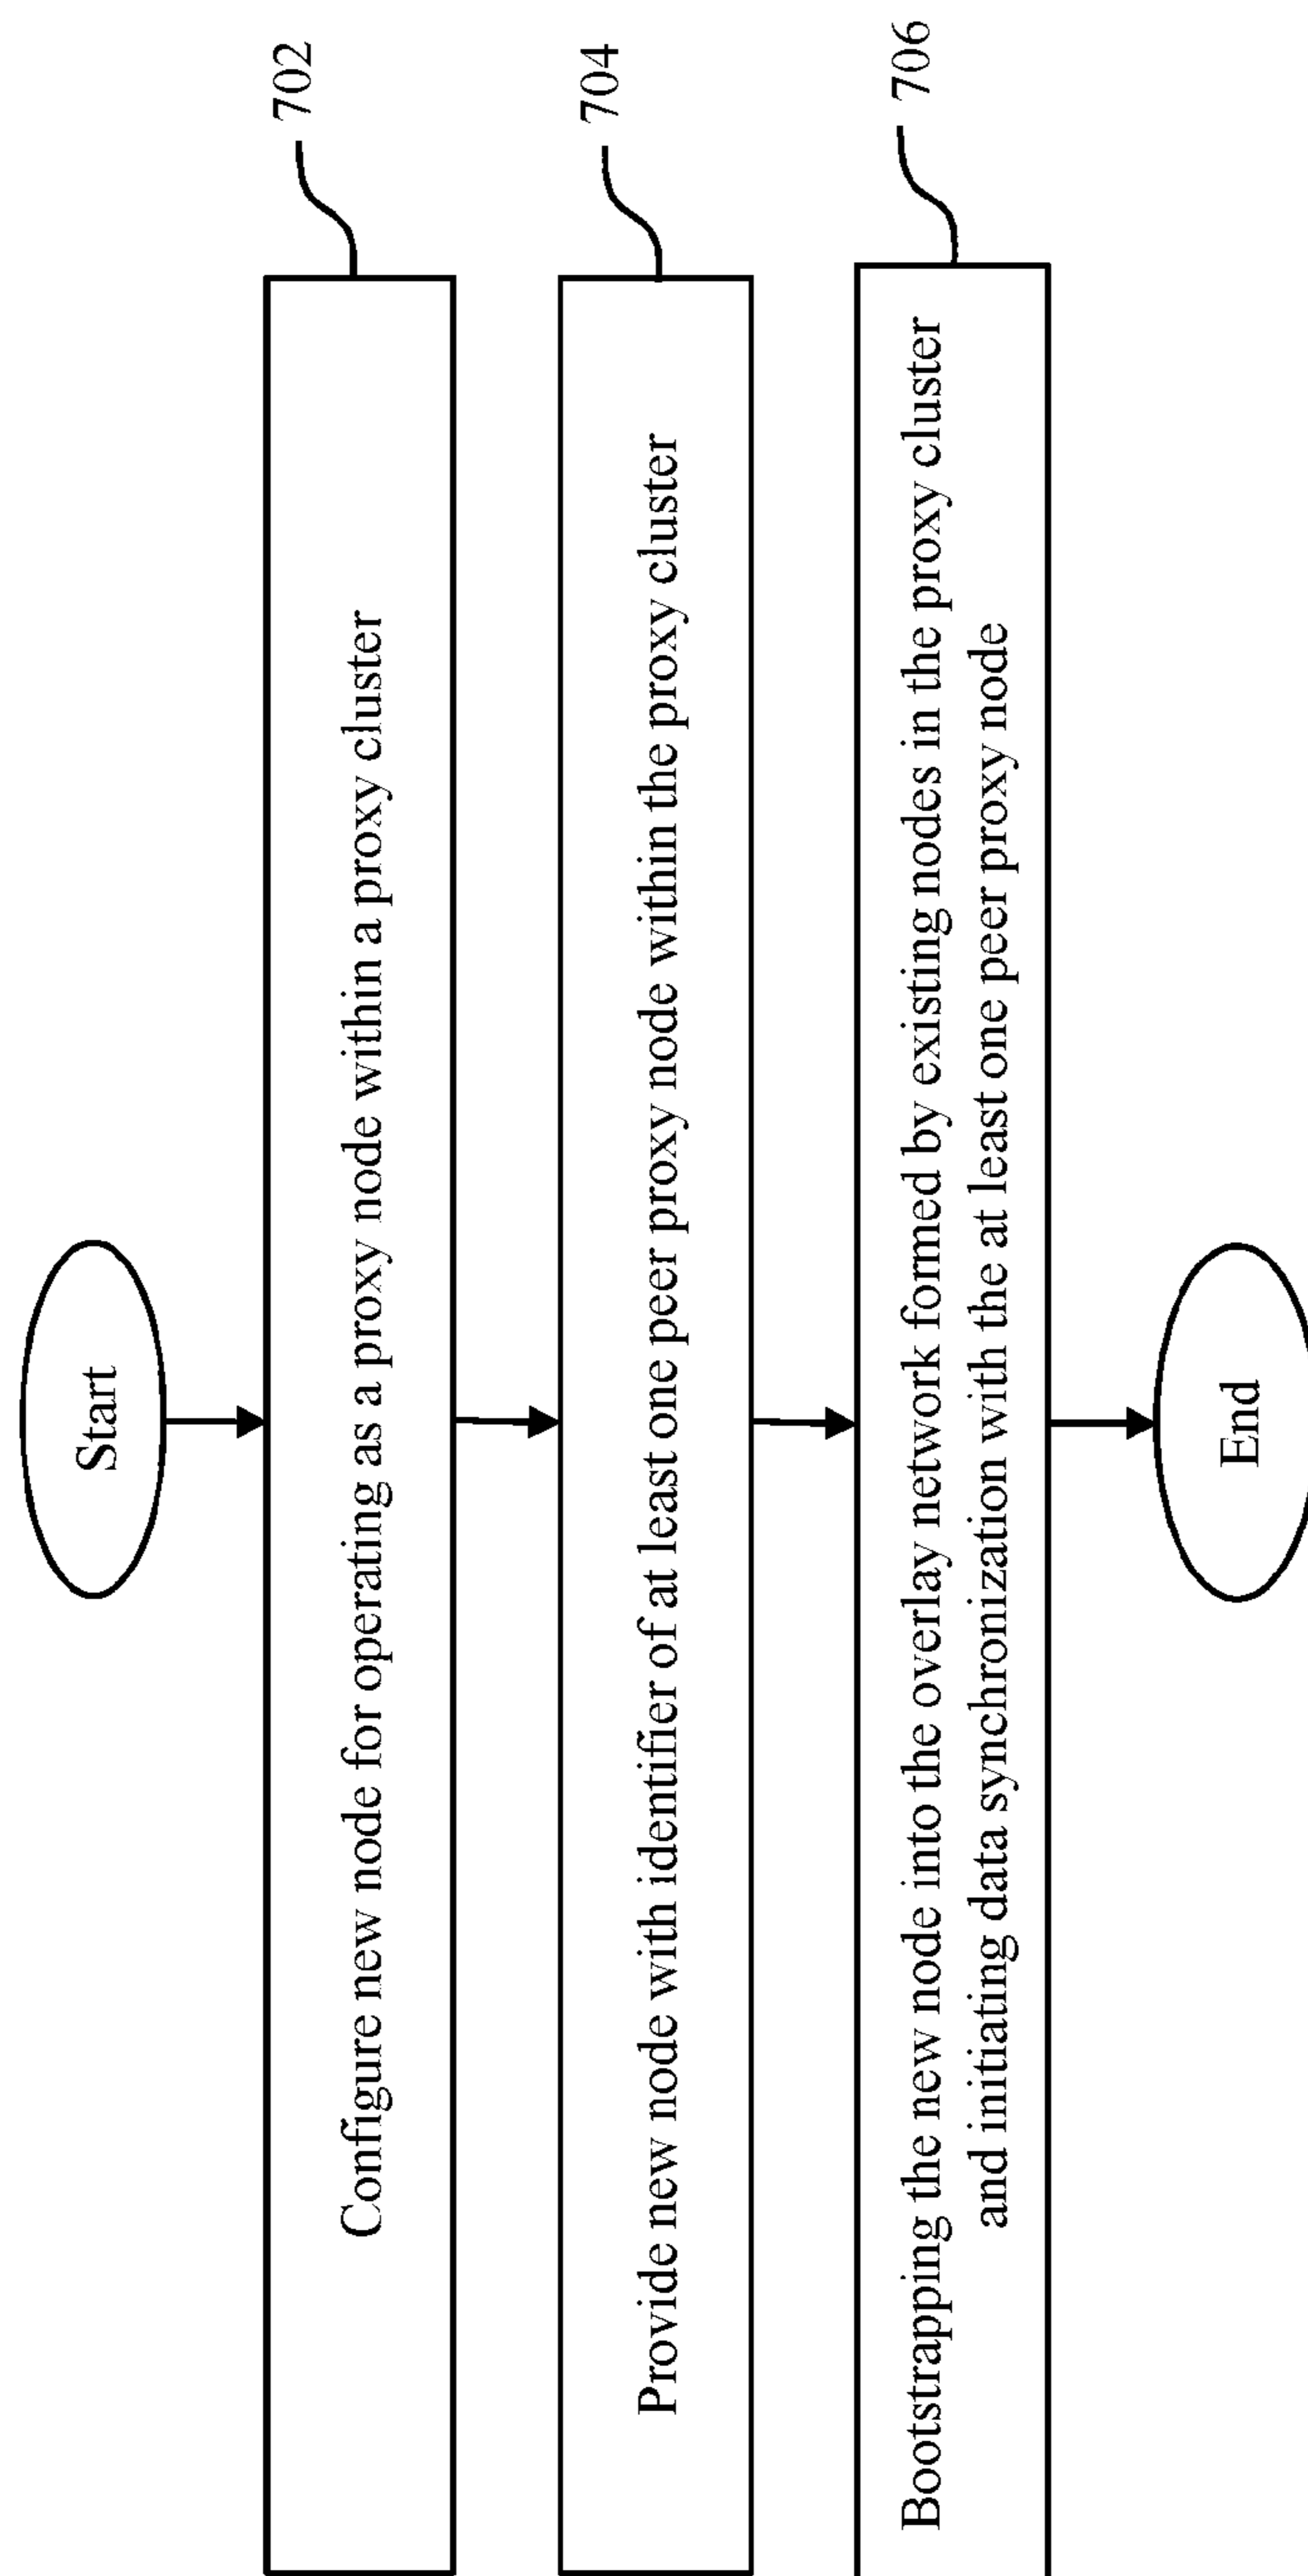 Start
702
Configure new node for operating as a proxy node within a proxy cluster
704
Provide new node with identifier of at least one peer proxy node within the proxy cluster
706
Bootstrapping the new node into the overlay network formed by existing nodes in the proxy cluster
and initiating data synchronization with the at least one peer proxy node
End